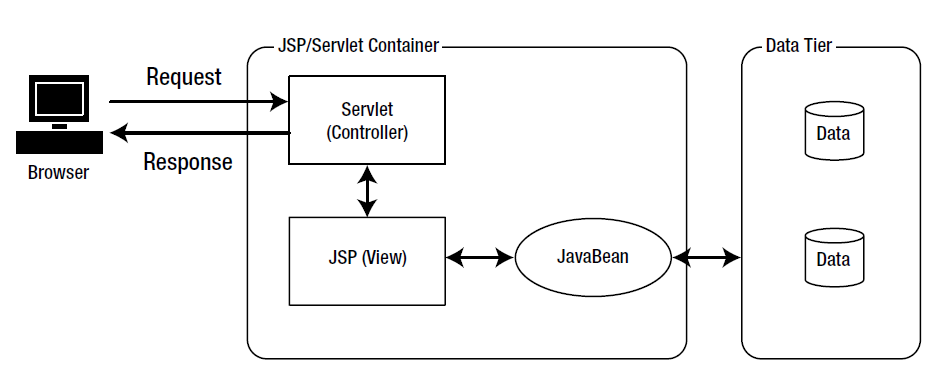 JSP/Servlet Container
Data Tier
Request
Servlet
(Controller)
Data
Response
Browser
JSP (View)
JavaBean
Data